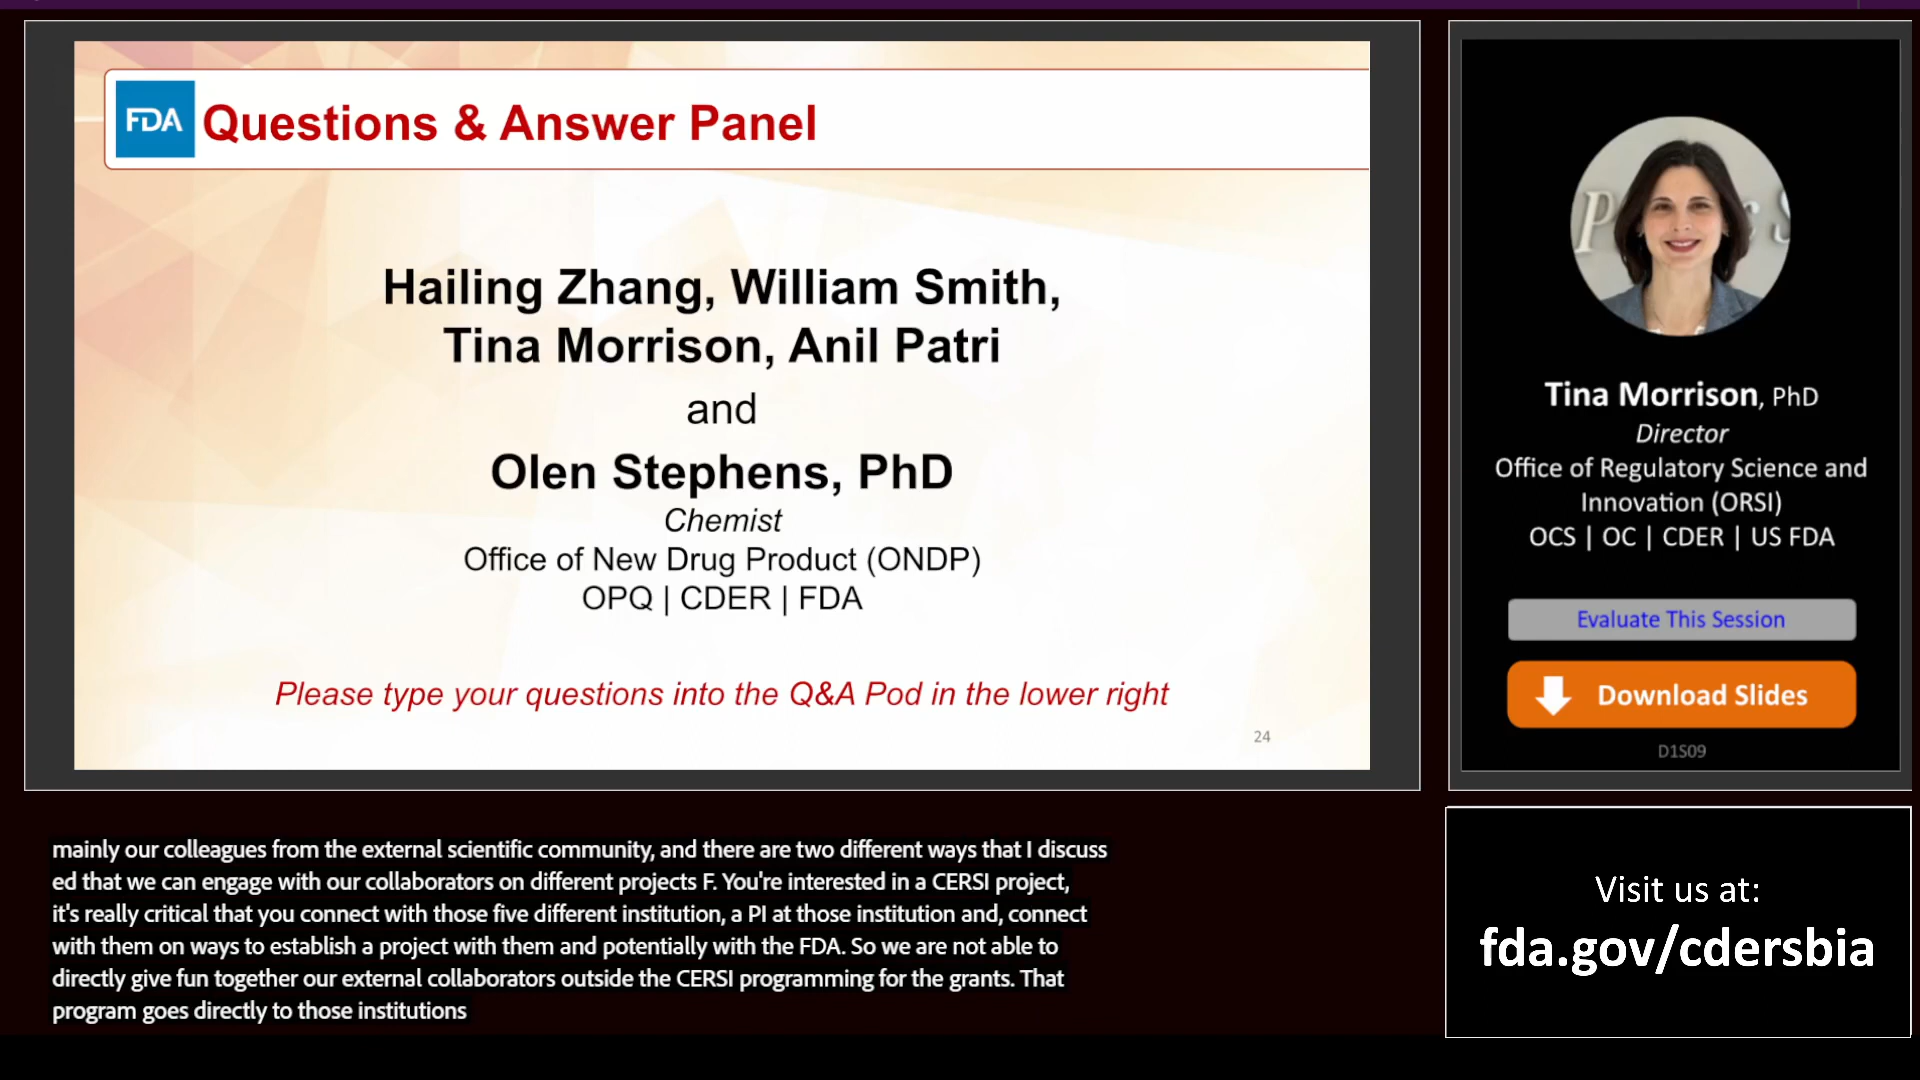 FDA
Questions & Answer Panel
Hailing Zhang, William Smith,
Tina Morrison, Anil Patri
and
Olen Stephens, PhD
Chemist
Office of New Drug Product (ONDP)
OPQ | CDER | FDA
Please type your questions into the Q&A Pod in the lower right
24
Tina Morrison, PhD
Director
Office of Regulatory Science and
Innovation (ORSI)
OCS | OC | CDER | US FDA
Evaluate This Session
Download Slides
D1S09
mainly our colleagues from the external scientific community, and there are two different ways that I discuss
ed that we can engage with our collaborators on different projects F. You're interested in a CERSI project,
it's really critical that you connect with those five different institution, a PI at those institution and, connect
with them on ways to establish a project with them and potentially with the FDA. So we are not able to
directly give fun together our external collaborators outside the CERSI programming for the grants. That
program goes directly to those institutions
Visit us at:
fda.gov/cdersbia